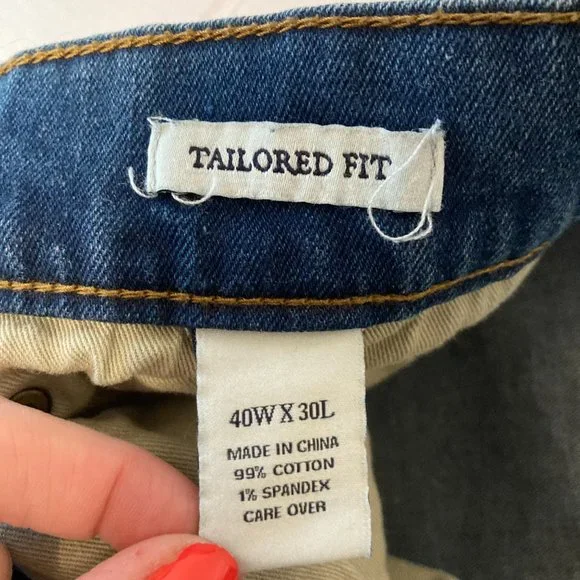 TAILORED FIT
40W X 30L
MADE IN CHINA
99% COTTON
1% SPANDEX
CARE OVER